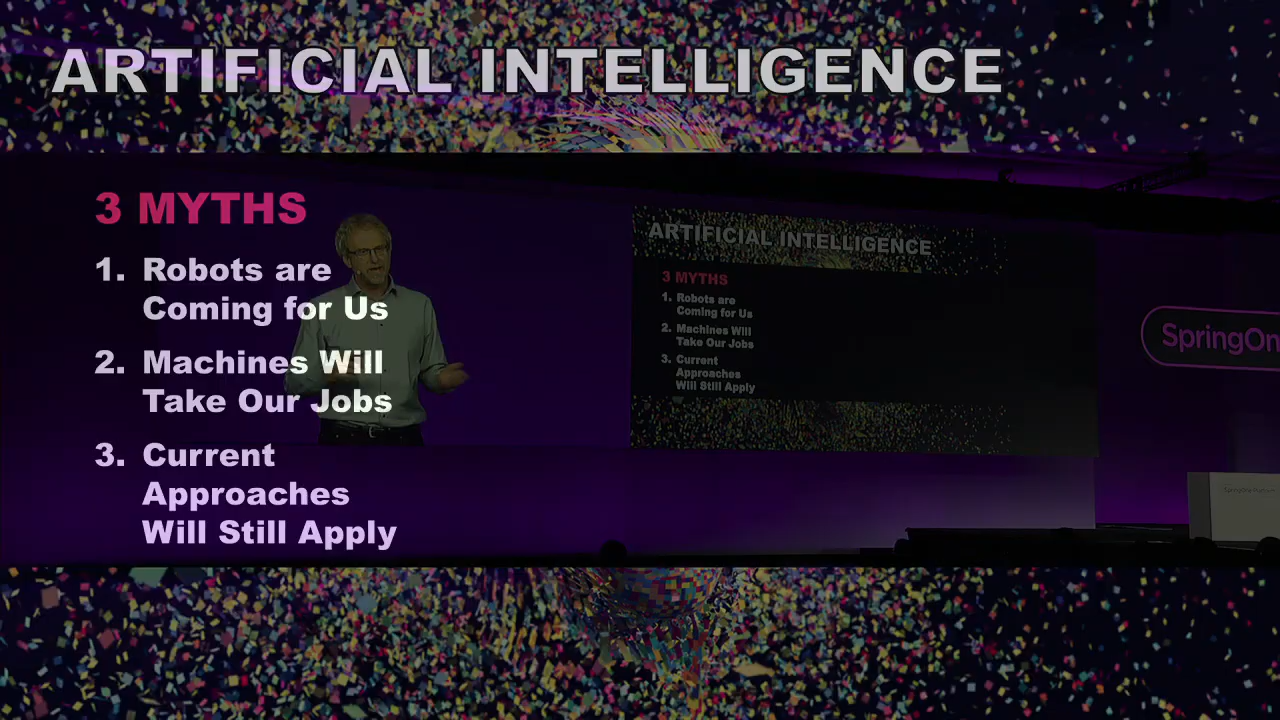 ARTIFICIAL INTELLIGENCE
3 MYTHS
1. Robots are
Coming for Us
2. Machines Will
Take Our Jobs
3. Current
Approaches
Will Still Apply
ARTIFICIAL INTELLIGENCE
3 MYTHS
1. Robots are
Coming for Us
2. Machines Will
Take Our Jobs
3. Current
Approaches
Will Still Apply
SpringOn